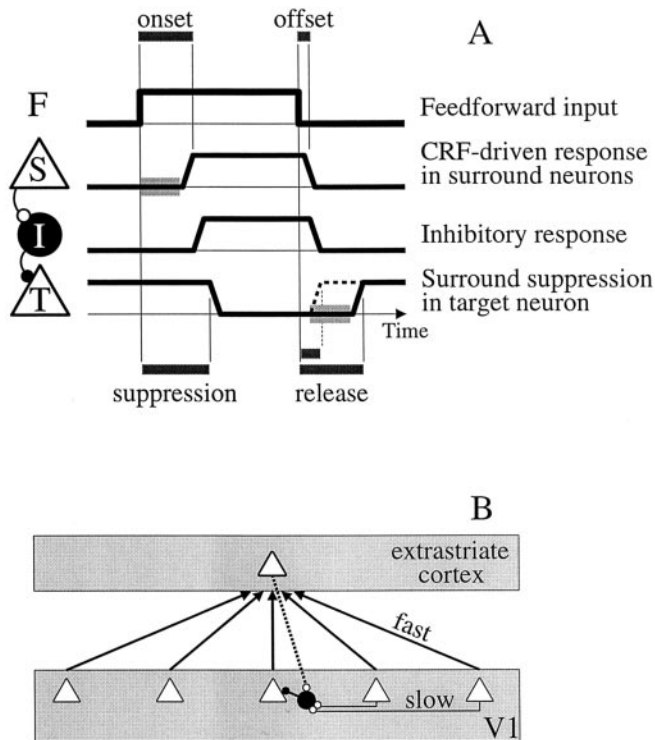 onset offset A
F Feedforward input
S CRF-driven response
in surround neurons
I Inhibitory response
T Surround suppression
in target neuron
Time
suppression release
B
extrastriate
cortex
fast
slow
V1